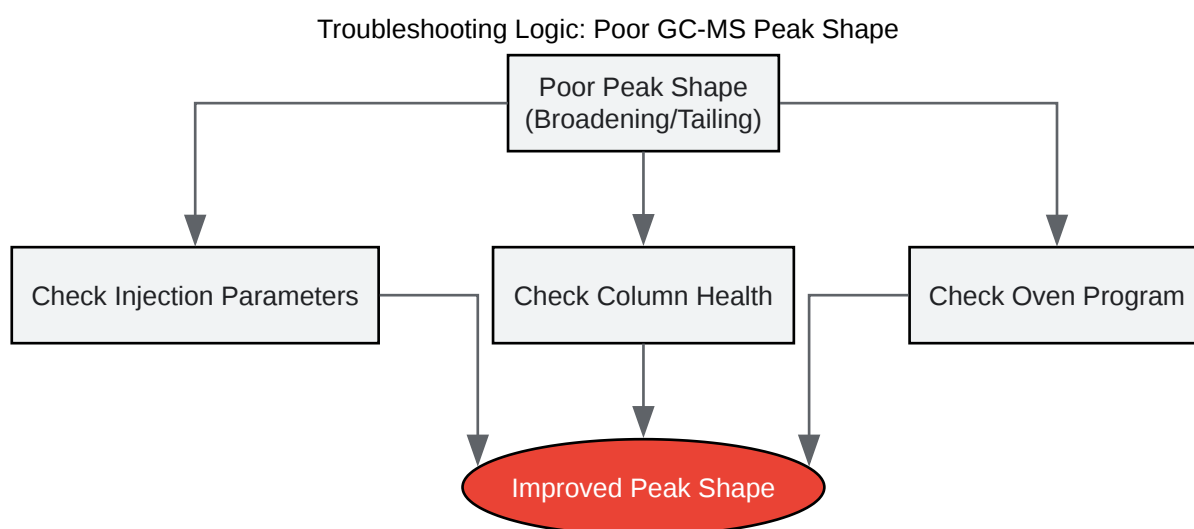 Troubleshooting Logic: Poor GC-MS Peak Shape
Poor Peak Shape
(Broadening/Tailing)
Check Injection Parameters
Check Column Health
Check Oven Program
Improved Peak Shape